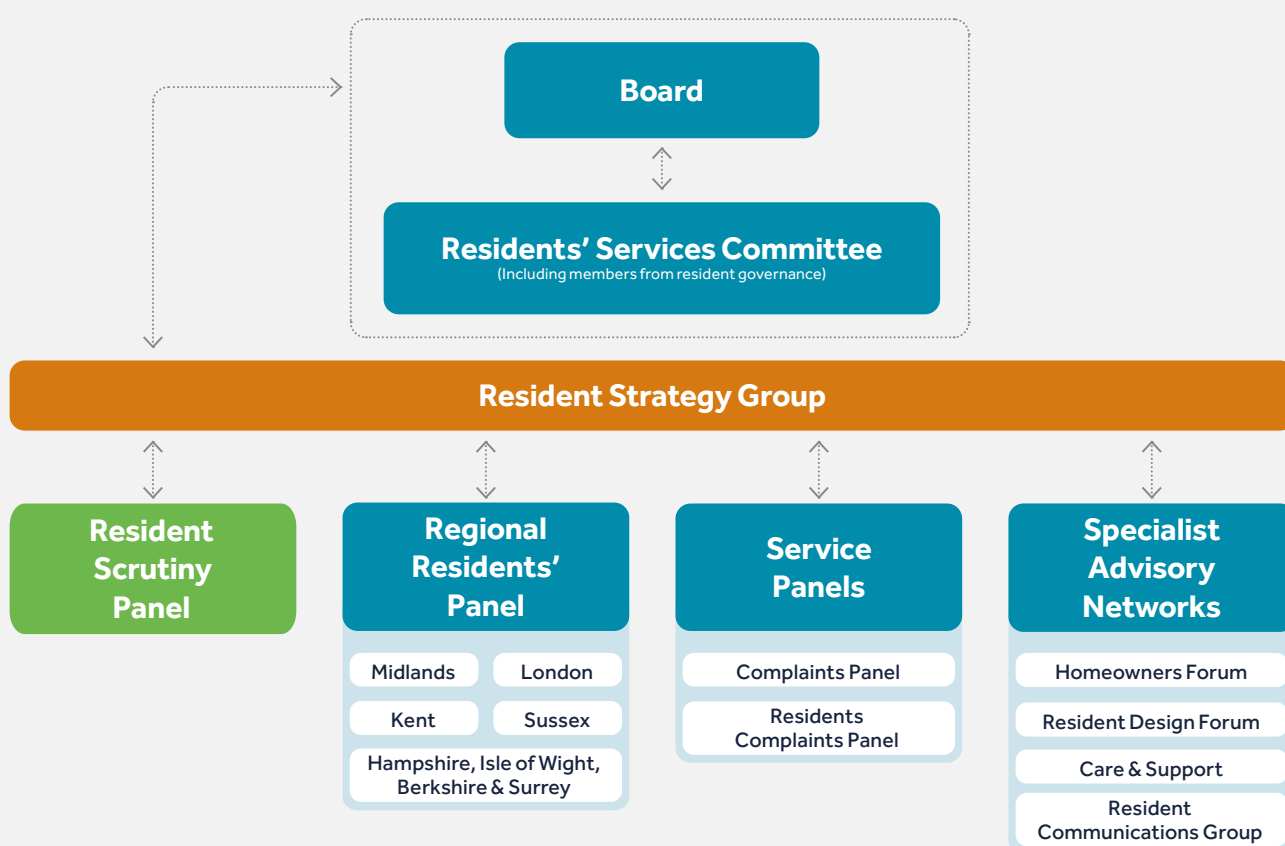 Board
Residents’ Services Committee
(Including members from resident governance)
Resident Strategy Group
Resident
Scrutiny
Panel
Regional
Residents’
Panel
Midlands
London
Kent
Sussex
Hampshire, Isle of Wight,
Berkshire & Surrey
Service
Panels
Complaints Panel
Residents
Complaints Panel
Specialist
Advisory
Networks
Homeowners Forum
Resident Design Forum
Care & Support
Resident
Communications Group